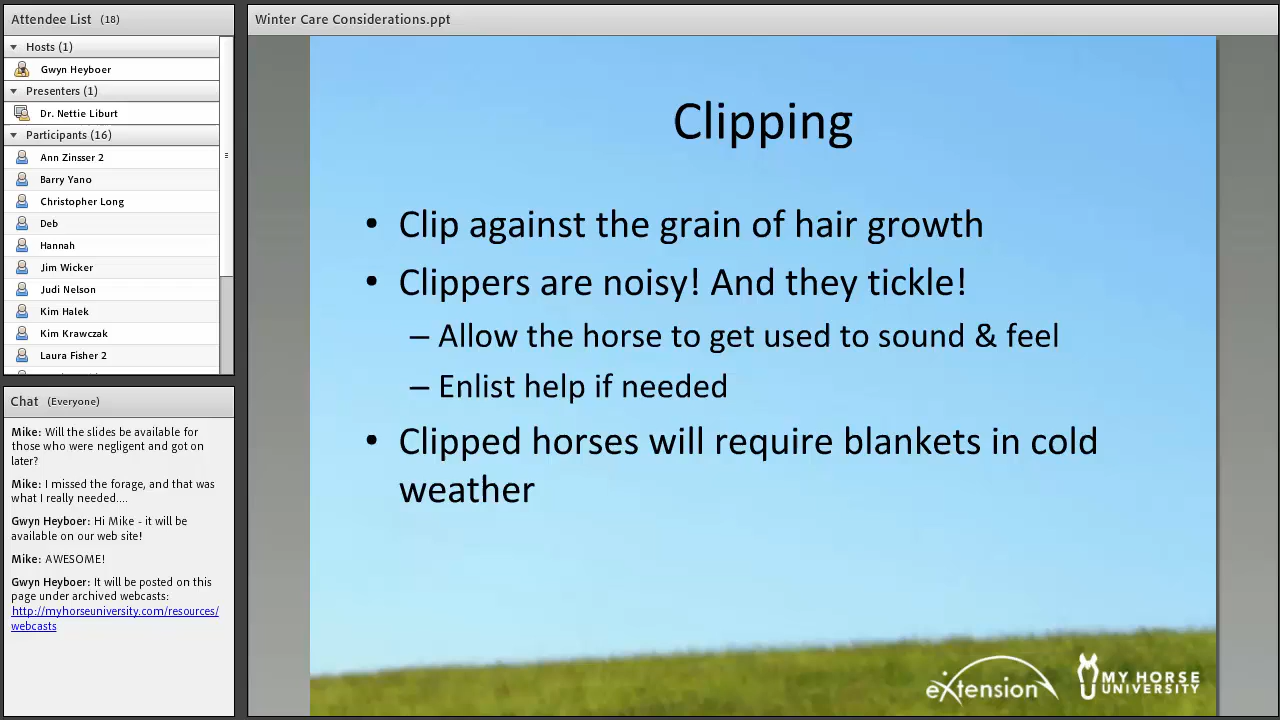 Attendee List (18)
Hosts (1)
Gwyn Heyboer
Presenters (1)
Dr. Nettie Liburt
Participants (16)
Ann Zinsser 2
Barry Yano
Christopher Long
Deb
Hannah
Jim Wicker
Judi Nelson
Kim Halek
Kim Krawczak
Laura Fisher 2
Chat (Everyone)
Mike: Will the slides be available for
those who were negligent and got on
later?
Mike: I missed the forage, and that was
what I really needed....
Gwyn Heyboer: Hi Mike - it will be
available on our web site!
Mike: AWESOME!
Gwyn Heyboer: It will be posted on this
page under archived webcasts:
http://myhorseuniversity.com/resources/
webcasts
Winter Care Considerations.ppt
Clipping
• Clip against the grain of hair growth
• Clippers are noisy! And they tickle!
– Allow the horse to get used to sound & feel
– Enlist help if needed
• Clipped horses will require blankets in cold
weather
eXtension
MY HORSE
UNIVERSITY